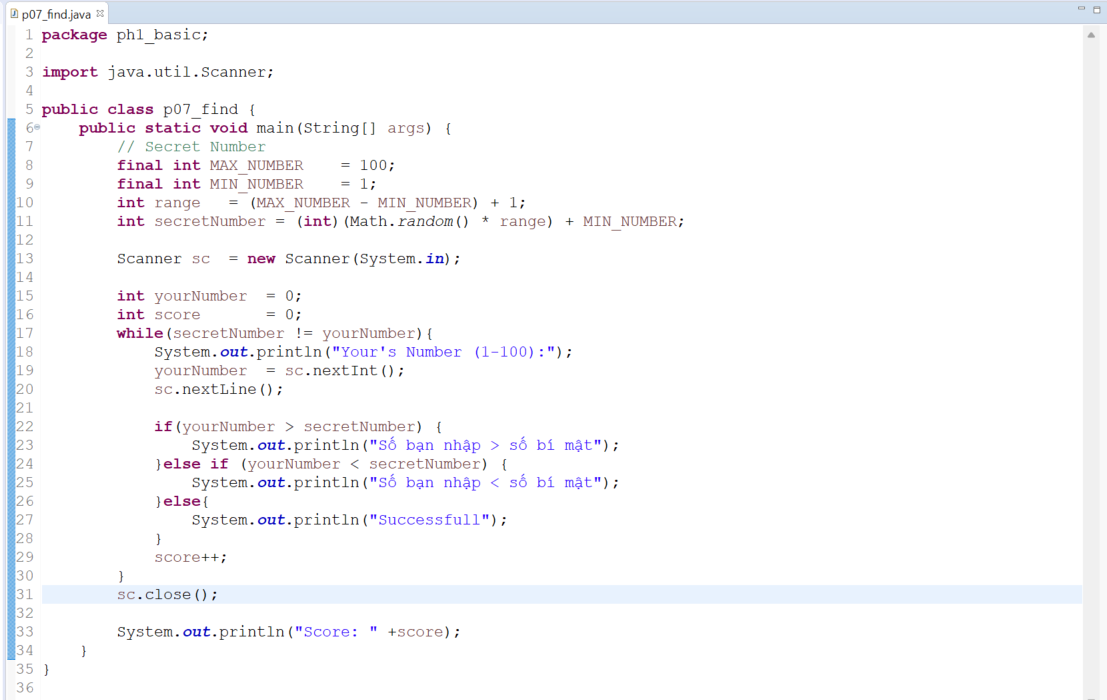 p07_find.java
1 package ph1_basic;
2
3 import java.util.Scanner;
4
5 public class p07_find {
6 public static void main(String[] args) {
7 // Secret Number
8 final int MAX_NUMBER = 100;
9 final int MIN_NUMBER = 1;
10 int range = (MAX_NUMBER - MIN_NUMBER) + 1;
11 int secretNumber = (int)(Math.random() * range) + MIN_NUMBER;
12
13 Scanner sc = new Scanner(System.in);
14
15 int yourNumber = 0;
16 int score = 0;
17 while(secretNumber != yourNumber){
18 System.out.println("Your's Number (1-100):");
19 yourNumber = sc.nextInt();
20 sc.nextLine();
21
22 if(yourNumber > secretNumber) {
23 System.out.println("Số bạn nhập > số bí mật");
24 }else if (yourNumber < secretNumber) {
25 System.out.println("Số bạn nhập < số bí mật");
26 }else{
27 System.out.println("Successfull");
28 }
29 score++;
30 }
31 sc.close();
32
33 System.out.println("Score: " +score);
34 }
35 }
36